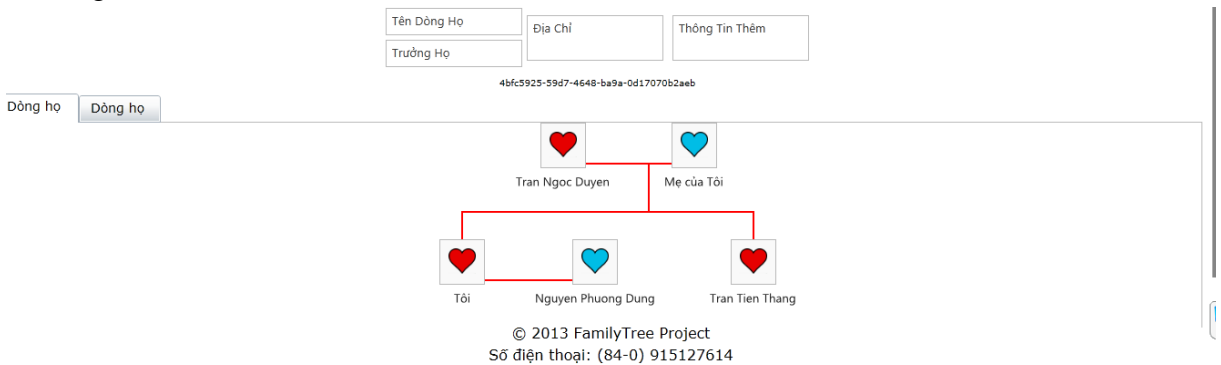 Tên Dòng Họ
Địa Chỉ
Thông Tin Thêm
Trưởng Họ
4bfc5925-59d7-4648-ba9a-0d17070b2aeb
Dòng họ
Dòng họ
Tran Ngoc Duyen
Mẹ của Tôi
Tôi
Nguyen Phuong Dung
Tran Tien Thang
© 2013 FamilyTree Project
Số điện thoại: (84-0) 915127614